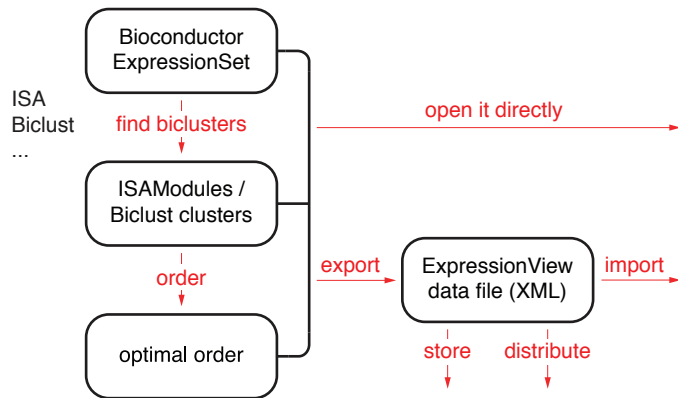 Bioconductor
ExpressionSet
ISA
Biclust
...
find biclusters
open it directly
ISAModules /
Biclust clusters
order
export
ExpressionView
data file (XML)
import
optimal order
store
distribute